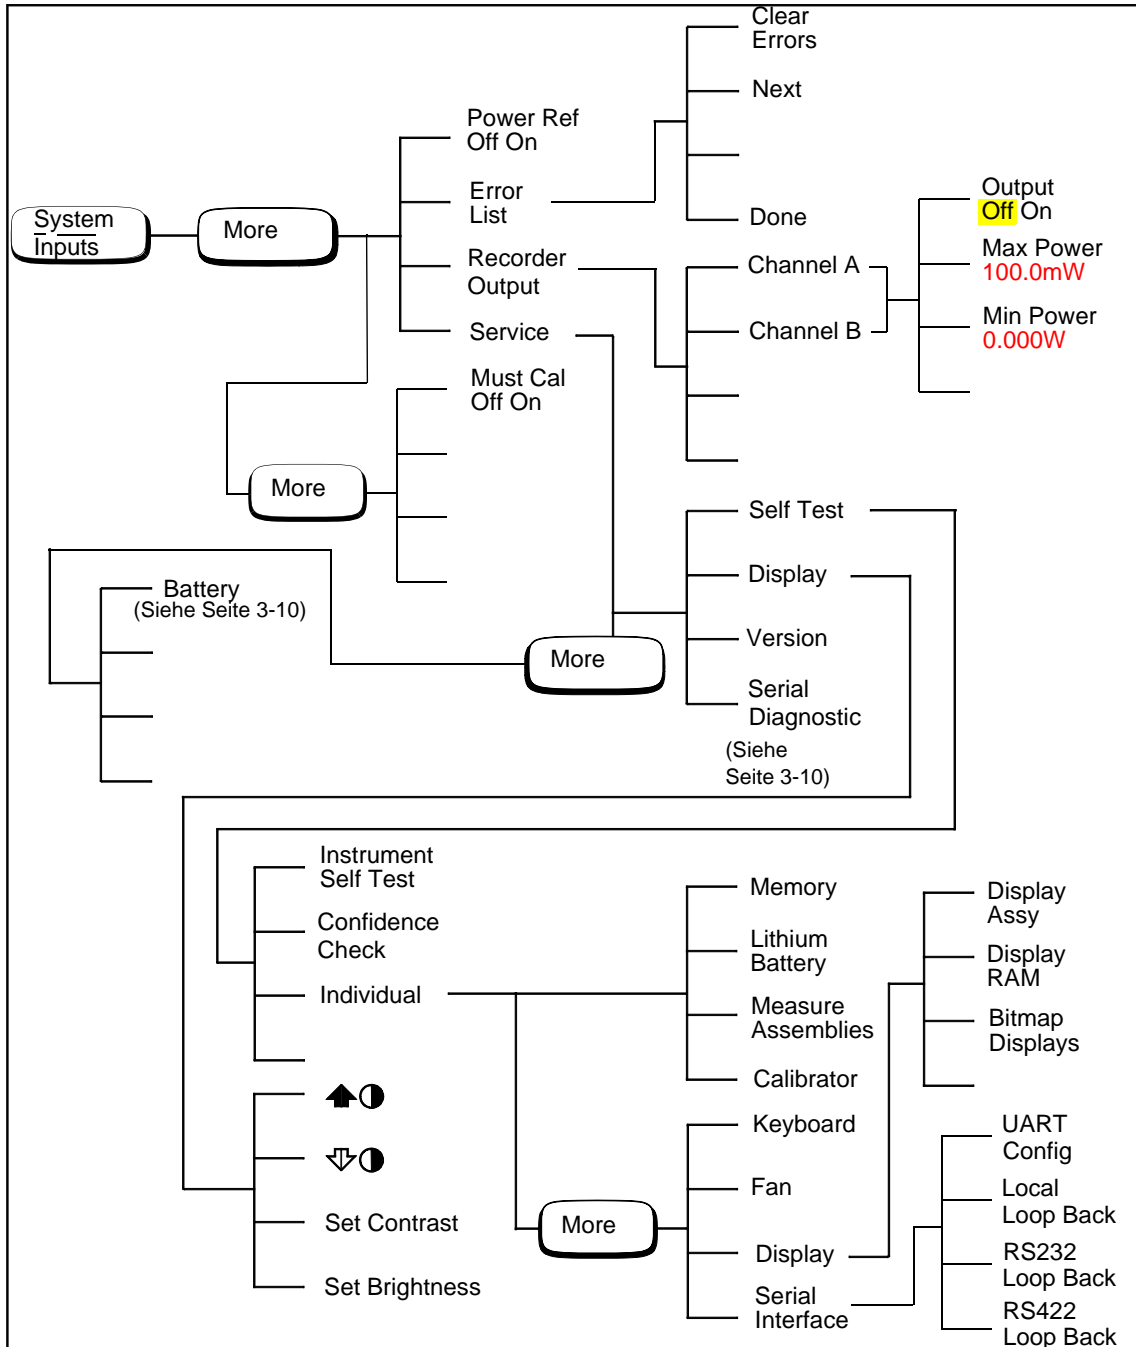 Clear
Errors
Next
Done
Power Ref
Off On
Error
List
Recorder
Output
Service
System
Inputs
More
Channel A
Channel B
Output
Off On
Max Power
100.0mW
Min Power
0.000W
Must Cal
Off On
More
Self Test
Display
Version
Serial
Diagnostic
(Siehe
Seite 3-10)
More
Battery
(Siehe Seite 3-10)
Instrument
Self Test
Confidence
Check
Individual
Set Contrast
Set Brightness
Memory
Lithium
Battery
Measure
Assemblies
Calibrator
More
Keyboard
Fan
Display
Serial
Interface
Display
Assy
Display
RAM
Bitmap
Displays
UART
Config
Local
Loop Back
RS232
Loop Back
RS422
Loop Back